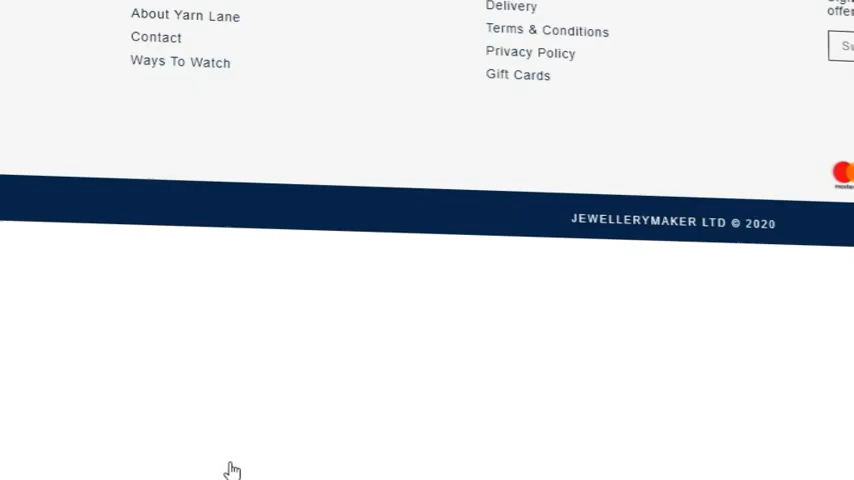 About Yarn Lane
Contact
Ways To Watch
Delivery
Terms & Conditions
Privacy Policy
Gift Cards
JEWELLERYMAKER LTD © 2020